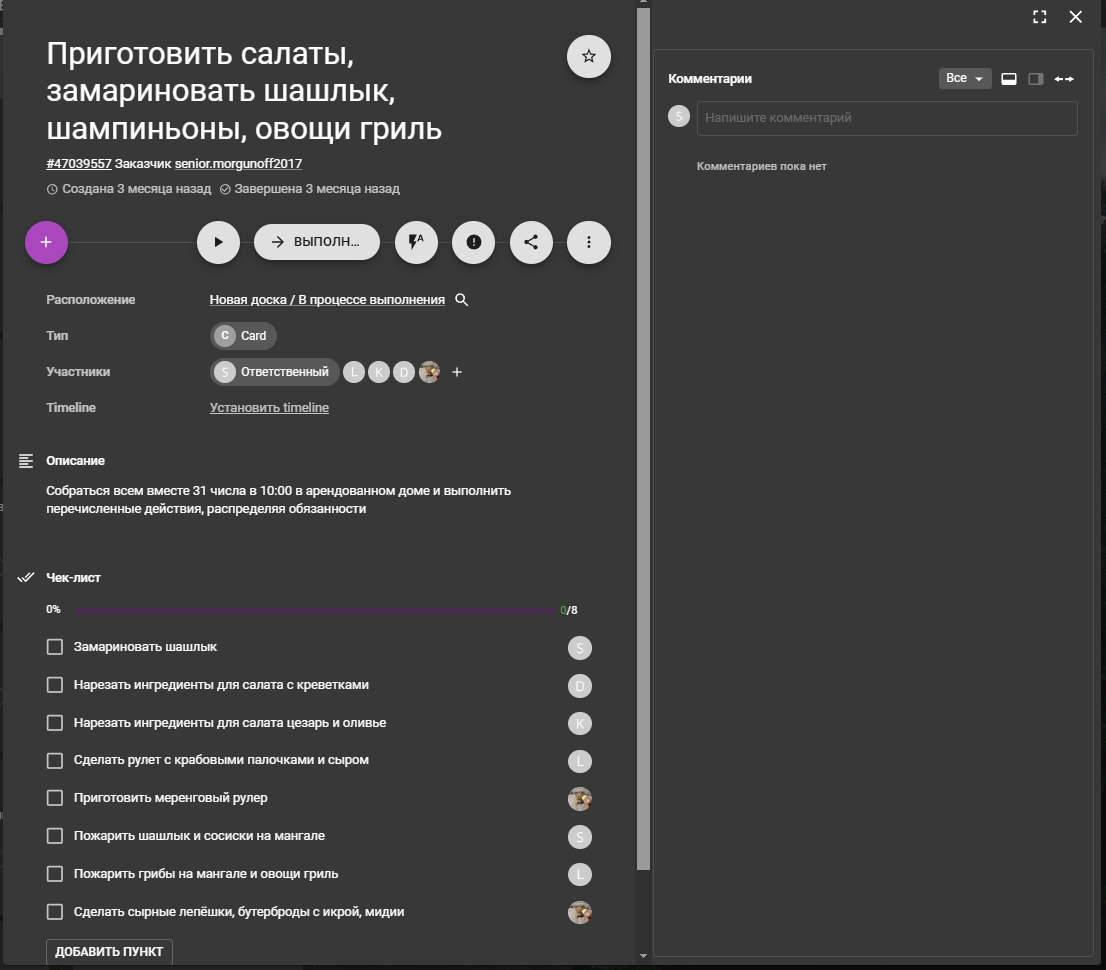 Приготовить салаты,
замариновать шашлык,
шампиньоны, овощи гриль
#47039557 Заказчик senior.morgunoff2017
Создана 3 месяца назад Завершена 3 месяца назад
ВЫПОЛН...
A
Расположение Новая доска / В процессе выполнения
Тип C Card
Участники S Ответственный L K D +
Timeline Установить timeline
Описание
Собраться всем вместе 31 числа в 10:00 в арендованном доме и выполнить
перечисленные действия, распределяя обязанности
Чек-лист
0% 0/8
Замариновать шашлык S
Нарезать ингредиенты для салата с креветками D
Нарезать ингредиенты для салата цезарь и оливье K
Сделать рулет с крабовыми палочками и сыром L
Приготовить меренговый рулер
Пожарить шашлык и сосиски на мангале S
Пожарить грибы на мангале и овощи гриль L
Сделать сырные лепёшки, бутерброды с икрой, мидии
ДОБАВИТЬ ПУНКТ
Комментарии Все
S Напишите комментарий
Комментариев пока нет